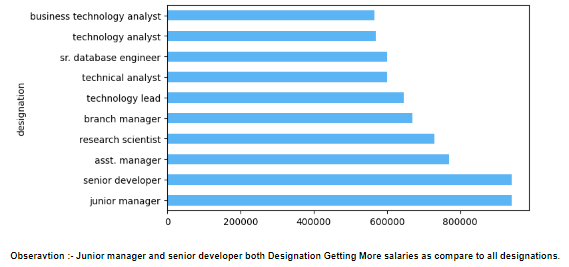 business technology analyst
technology analyst
sr. database engineer
technical analyst
technology lead
branch manager
research scientist
asst. manager
senior developer
junior manager
designation
0 200000 400000 600000 800000
Obseravtion :- Junior manager and senior developer both Designation Getting More salaries as compare to all designations.